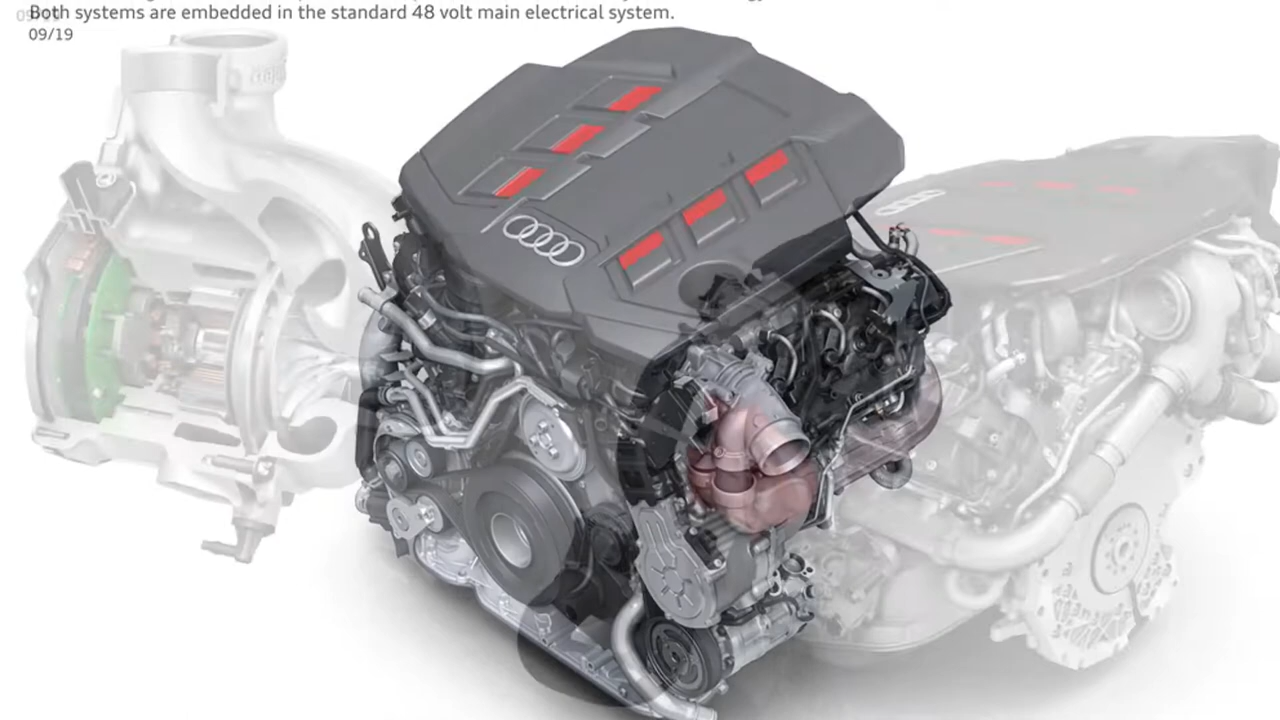 Both systems are embedded in the standard 48 volt main electrical system.
09/19